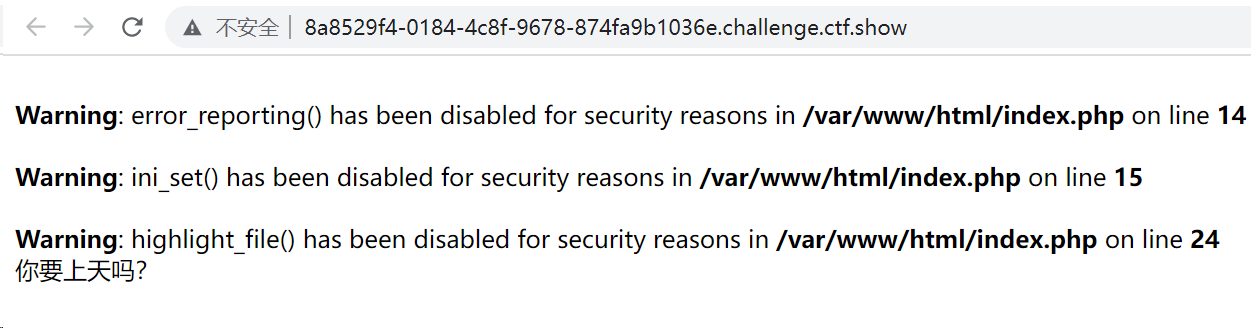 不安全 | 8a8529f4-0184-4c8f-9678-874fa9b1036e.challenge.ctf.show
Warning: error_reporting() has been disabled for security reasons in /var/www/html/index.php on line 14
Warning: ini_set() has been disabled for security reasons in /var/www/html/index.php on line 15
Warning: highlight_file() has been disabled for security reasons in /var/www/html/index.php on line 24
你要上天吗?